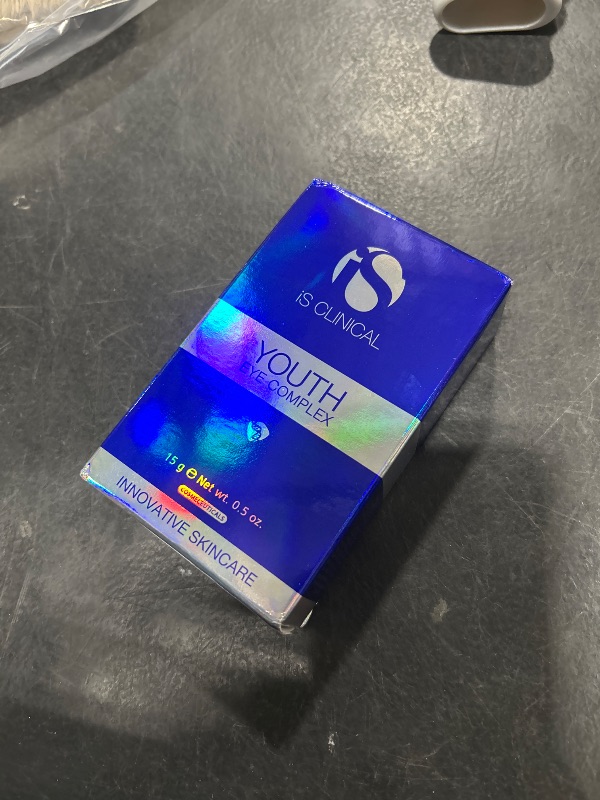 iS
iS CLINICAL
YOUTH
EYE COMPLEX
15 g ℮ Net wt. 0.5 oz.
COSMECEUTICALS
INNOVATIVE SKINCARE